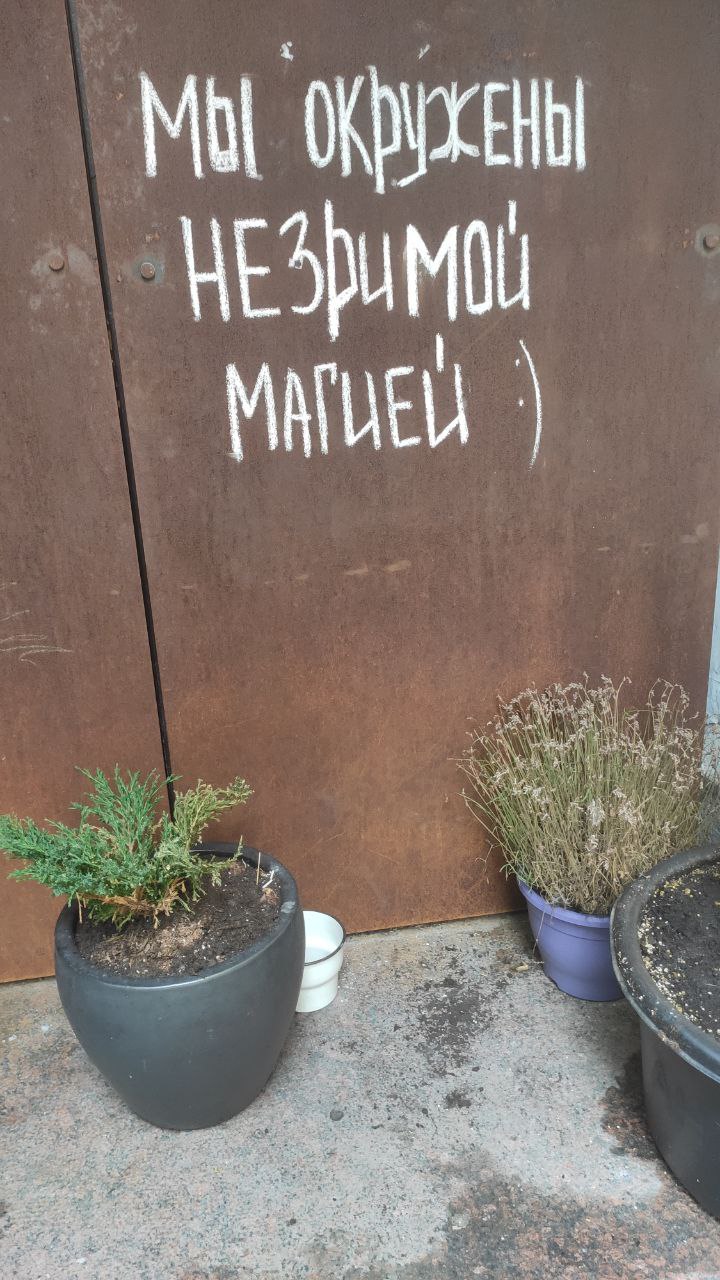 Мы окружены
незримой
магией :)